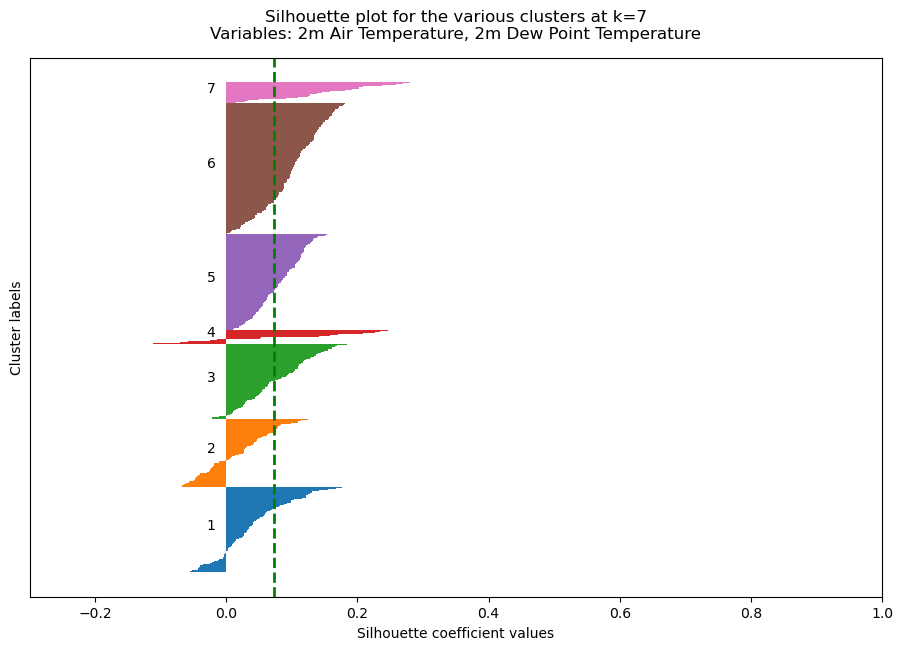 Silhouette plot for the various clusters at k=7
Variables: 2m Air Temperature, 2m Dew Point Temperature
Cluster labels
7
6
5
4
3
2
1
−0.2 0.0 0.2 0.4 0.6 0.8 1.0
Silhouette coefficient values